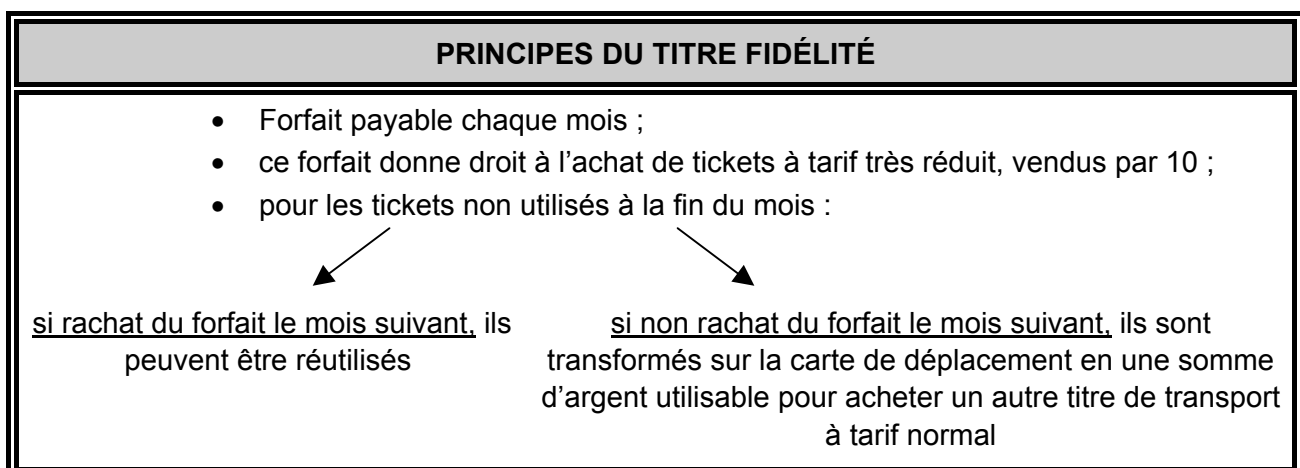 PRINCIPES DU TITRE FIDÉLITÉ
• Forfait payable chaque mois ;
• ce forfait donne droit à l’achat de tickets à tarif très réduit, vendus par 10 ;
• pour les tickets non utilisés à la fin du mois :
si rachat du forfait le mois suivant, ils
peuvent être réutilisés
si non rachat du forfait le mois suivant, ils sont
transformés sur la carte de déplacement en une somme
d’argent utilisable pour acheter un autre titre de transport
à tarif normal